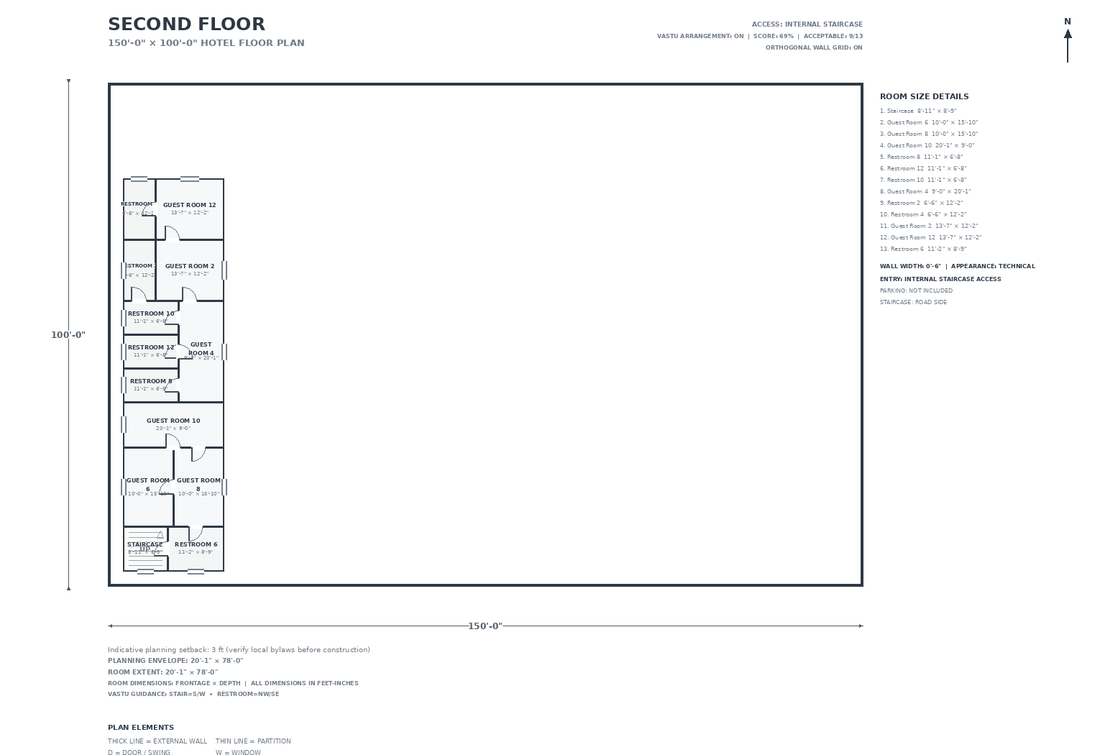 SECOND FLOOR
150'-0" × 100'-0" HOTEL FLOOR PLAN
ACCESS: INTERNAL STAIRCASE
VASTU ARRANGEMENT: ON | SCORE: 69% | ACCEPTABLE: 9/13
ORTHOGONAL WALL GRID: ON
N
ROOM SIZE DETAILS
1. Staircase 8'-11" × 8'-9"
2. Guest Room 6 10'-0" × 15'-10"
3. Guest Room 8 10'-0" × 15'-10"
4. Guest Room 10 20'-1" × 9'-0"
5. Restroom 8 11'-1" × 6'-8"
6. Restroom 12 11'-1" × 6'-8"
7. Restroom 10 11'-1" × 6'-8"
8. Guest Room 4 9'-0" × 20'-1"
9. Restroom 2 6'-6" × 12'-2"
10. Restroom 4 6'-6" × 12'-2"
11. Guest Room 2 13'-7" × 12'-2"
12. Guest Room 12 13'-7" × 12'-2"
13. Restroom 6 11'-2" × 8'-9"
WALL WIDTH: 0'-6" | APPEARANCE: TECHNICAL
ENTRY: INTERNAL STAIRCASE ACCESS
PARKING: NOT INCLUDED
STAIRCASE: ROAD SIDE
RESTROOM
GUEST ROOM 12
13'-7" × 12'-2"
GUEST ROOM 2
13'-7" × 12'-2"
RESTROOM 10
11'-1" × 6'-8"
RESTROOM 12
11'-1" × 6'-8"
GUEST
ROOM 4
RESTROOM 8
11'-1" × 6'-8"
100'-0"
GUEST ROOM 10
20'-1" × 9'-0"
GUEST ROOM
6
10'-0" × 15'-10"
GUEST ROOM
8
10'-0" × 15'-10"
STAIRCASE
UP
RESTROOM 6
11'-2" × 8'-9"
150'-0"
Indicative planning setback: 3 ft (verify local bylaws before construction)
PLANNING ENVELOPE: 20'-1" × 78'-0"
ROOM EXTENT: 20'-1" × 78'-0"
ROOM DIMENSIONS: FRONTAGE × DEPTH | ALL DIMENSIONS IN FEET-INCHES
VASTU GUIDANCE: STAIR=S/W • RESTROOM=NW/SE
PLAN ELEMENTS
THICK LINE = EXTERNAL WALL THIN LINE = PARTITION
D = DOOR / SWING W = WINDOW